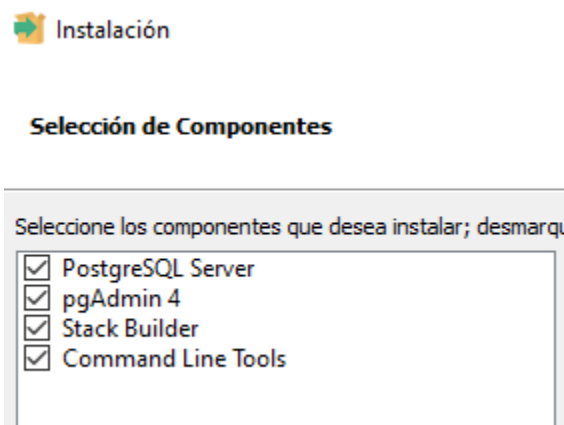 Instalación
Selección de Componentes
Seleccione los componentes que desea instalar;
PostgreSQL Server
pgAdmin 4
Stack Builder
Command Line Tools